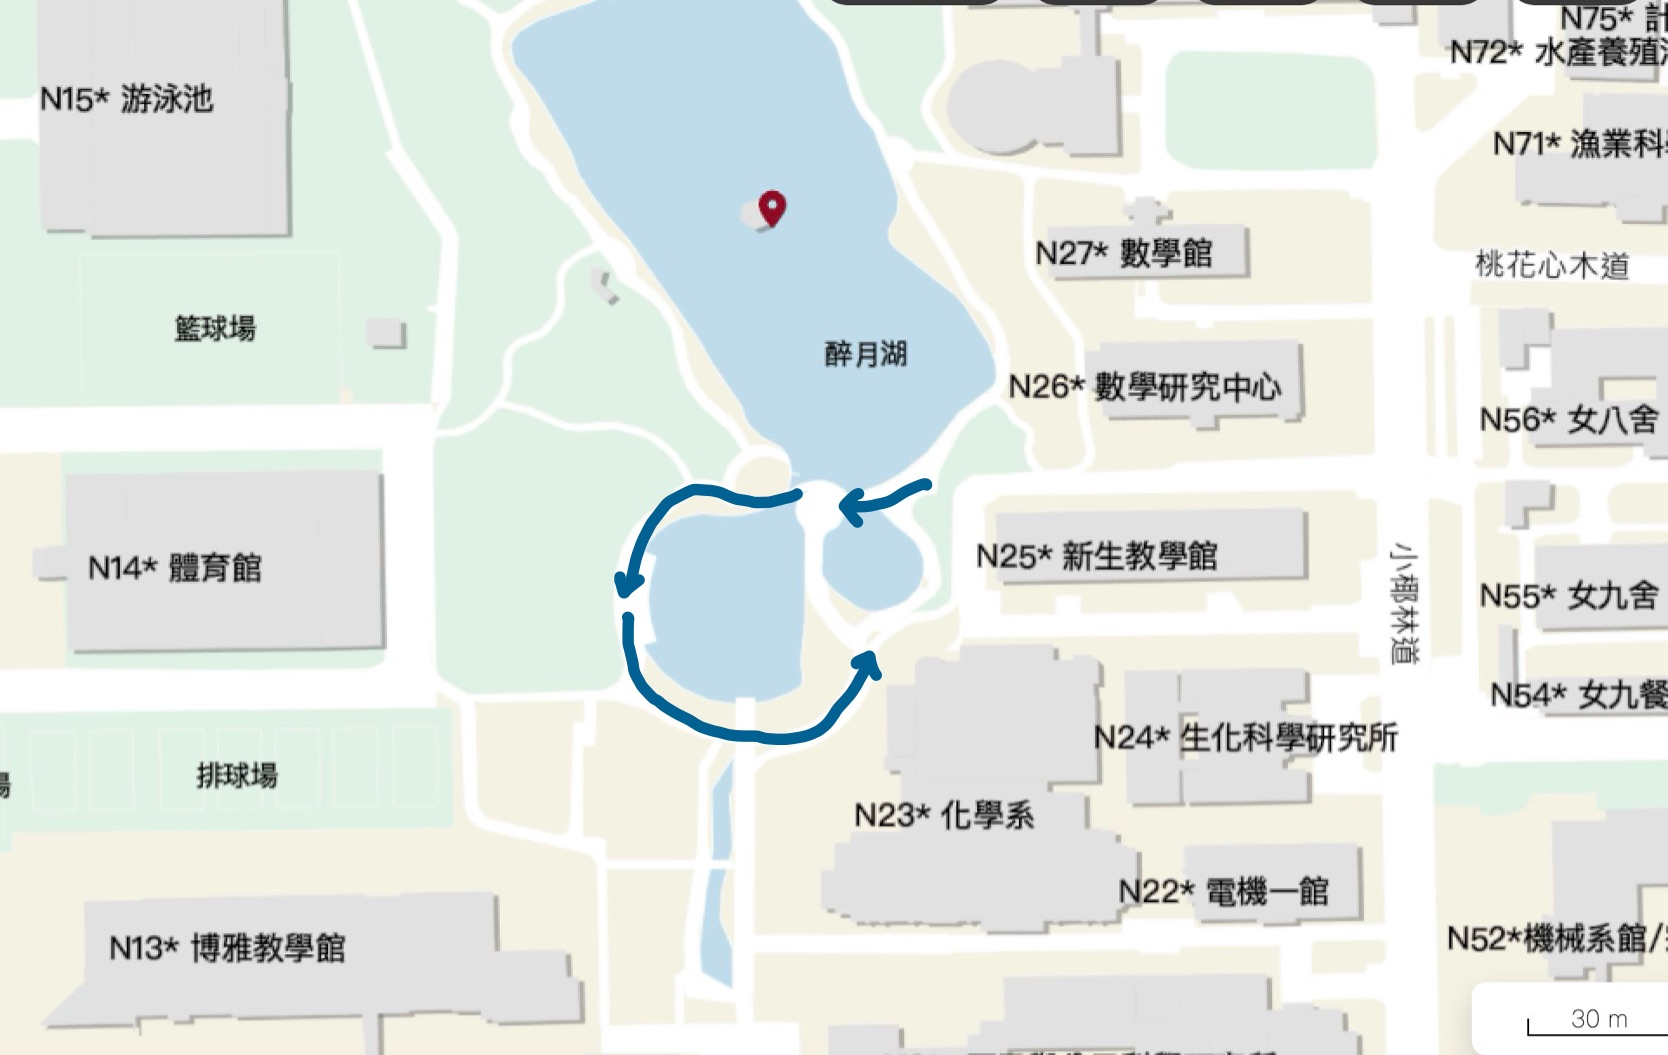 N75* 計
N72* 水產養殖
N15* 游泳池
N71* 漁業科
N27* 數學館
桃花心木道
籃球場
醉月湖
N26* 數學研究中心
N56* 女八舍
N25* 新生教學館
N14* 體育館
小椰林道
N55* 女九舍
N54* 女九餐
N24* 生化科學研究所
排球場
場
N23* 化學系
N22* 電機一館
N13* 博雅教學館
N52*機械系館/
30 m